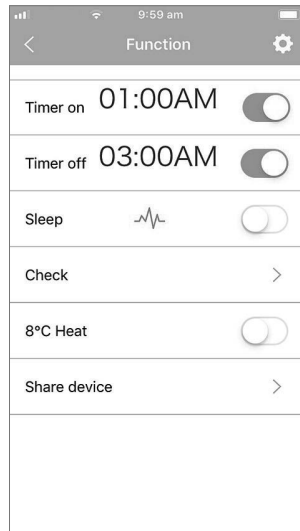 9:59 am
Function
Timer on 01:00AM
Timer off 03:00AM
Sleep
Check
8°C Heat
Share device